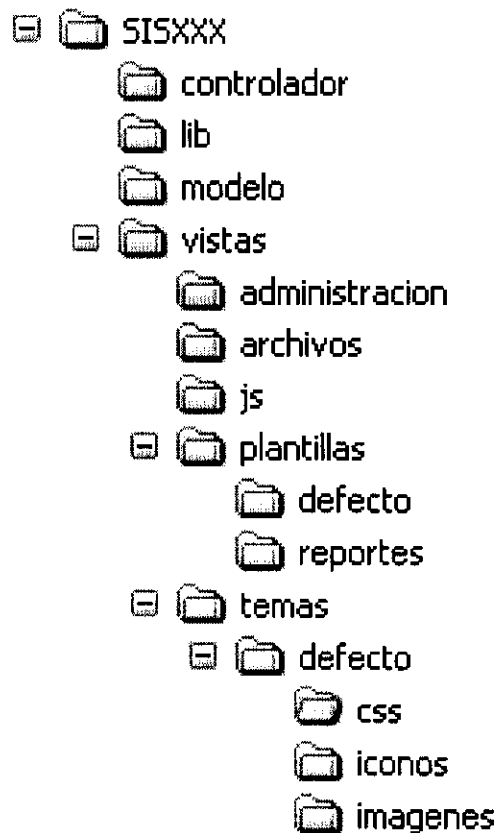 SISXXX
controlador
lib
modelo
vistas
administracion
archivos
js
plantillas
defecto
reportes
temas
defecto
css
iconos
imagenes